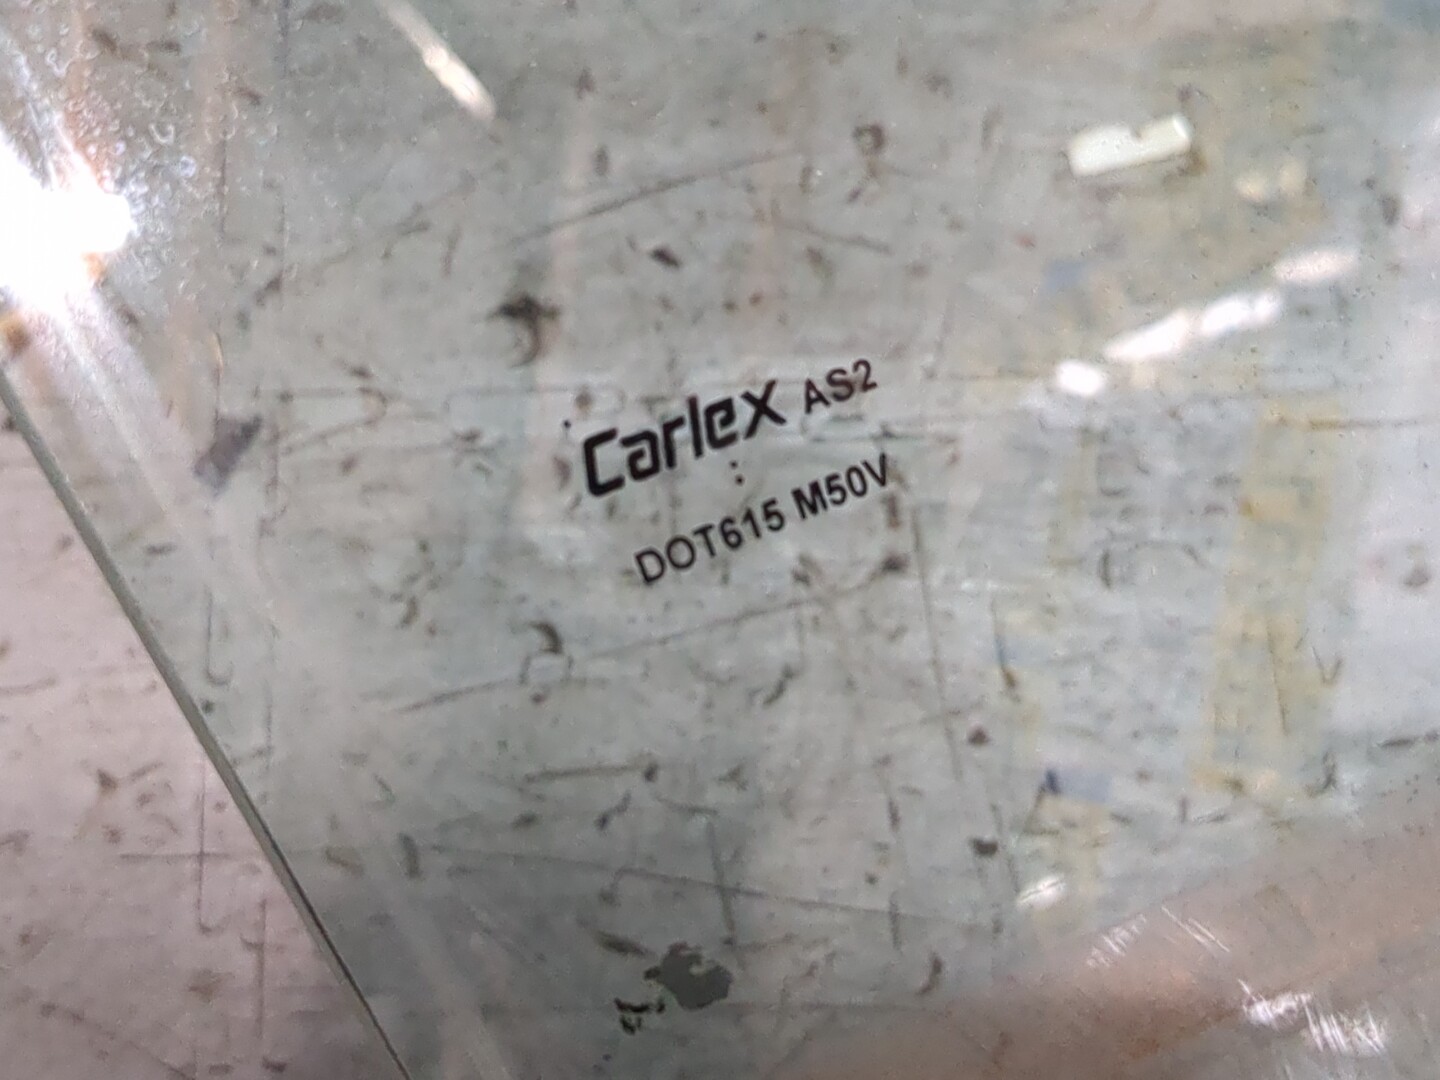 Carlex AS2
DOT615 M50V